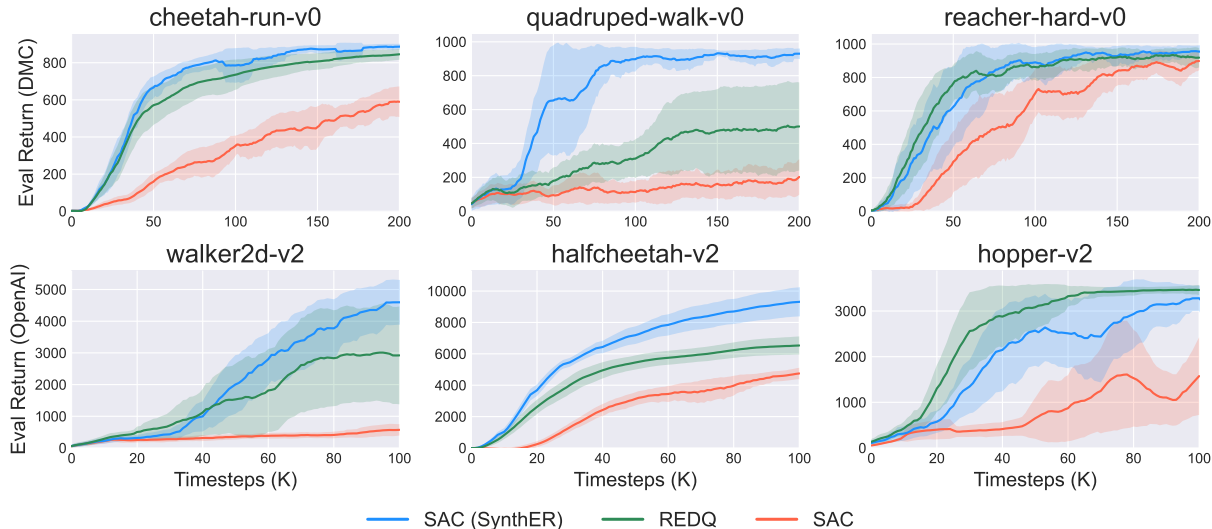 cheetah-run-v0
quadruped-walk-v0
reacher-hard-v0
Eval Return (DMC)
800
600
400
200
0
0 50 100 150 200
1000
800
600
400
200
0
0 50 100 150 200
1000
800
600
400
200
0
0 50 100 150 200
walker2d-v2
halfcheetah-v2
hopper-v2
Eval Return (OpenAI)
5000
4000
3000
2000
1000
0
0 20 40 60 80 100
Timesteps (K)
10000
8000
6000
4000
2000
0
20 40 60 80 100
Timesteps (K)
3000
2000
1000
0
0 20 40 60 80 100
Timesteps (K)
SAC (SynthER) REDQ SAC